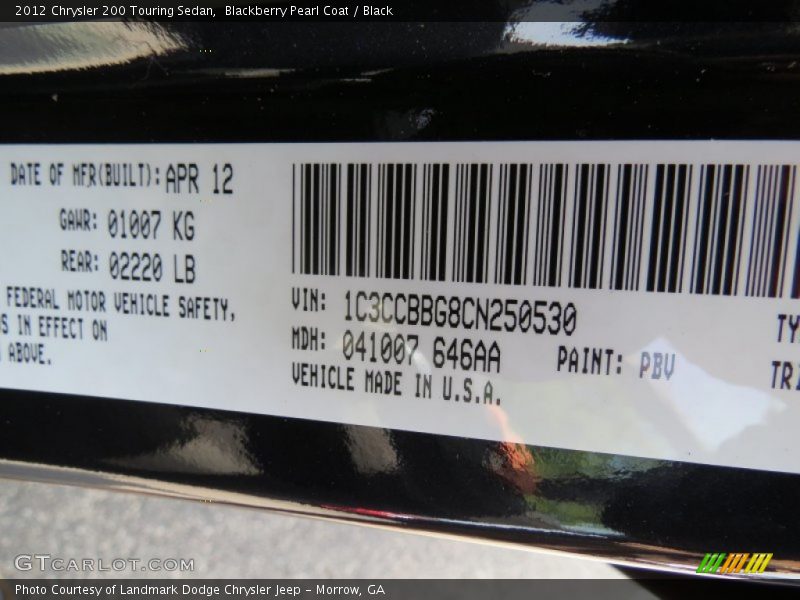 2012 Chrysler 200 Touring Sedan, Blackberry Pearl Coat / Black
DATE OF MFR(BUILT): APR 12
GAWR: 01007 KG
REAR: 02220 LB
FEDERAL MOTOR VEHICLE SAFETY,
IN EFFECT ON
ABOVE.
VIN: 1C3CCBBG8CN250530
MDH: 041007 646AA
PAINT: PBV
VEHICLE MADE IN U.S.A.
GTCARLOT.COM
Photo Courtesy of Landmark Dodge Chrysler Jeep - Morrow, GA